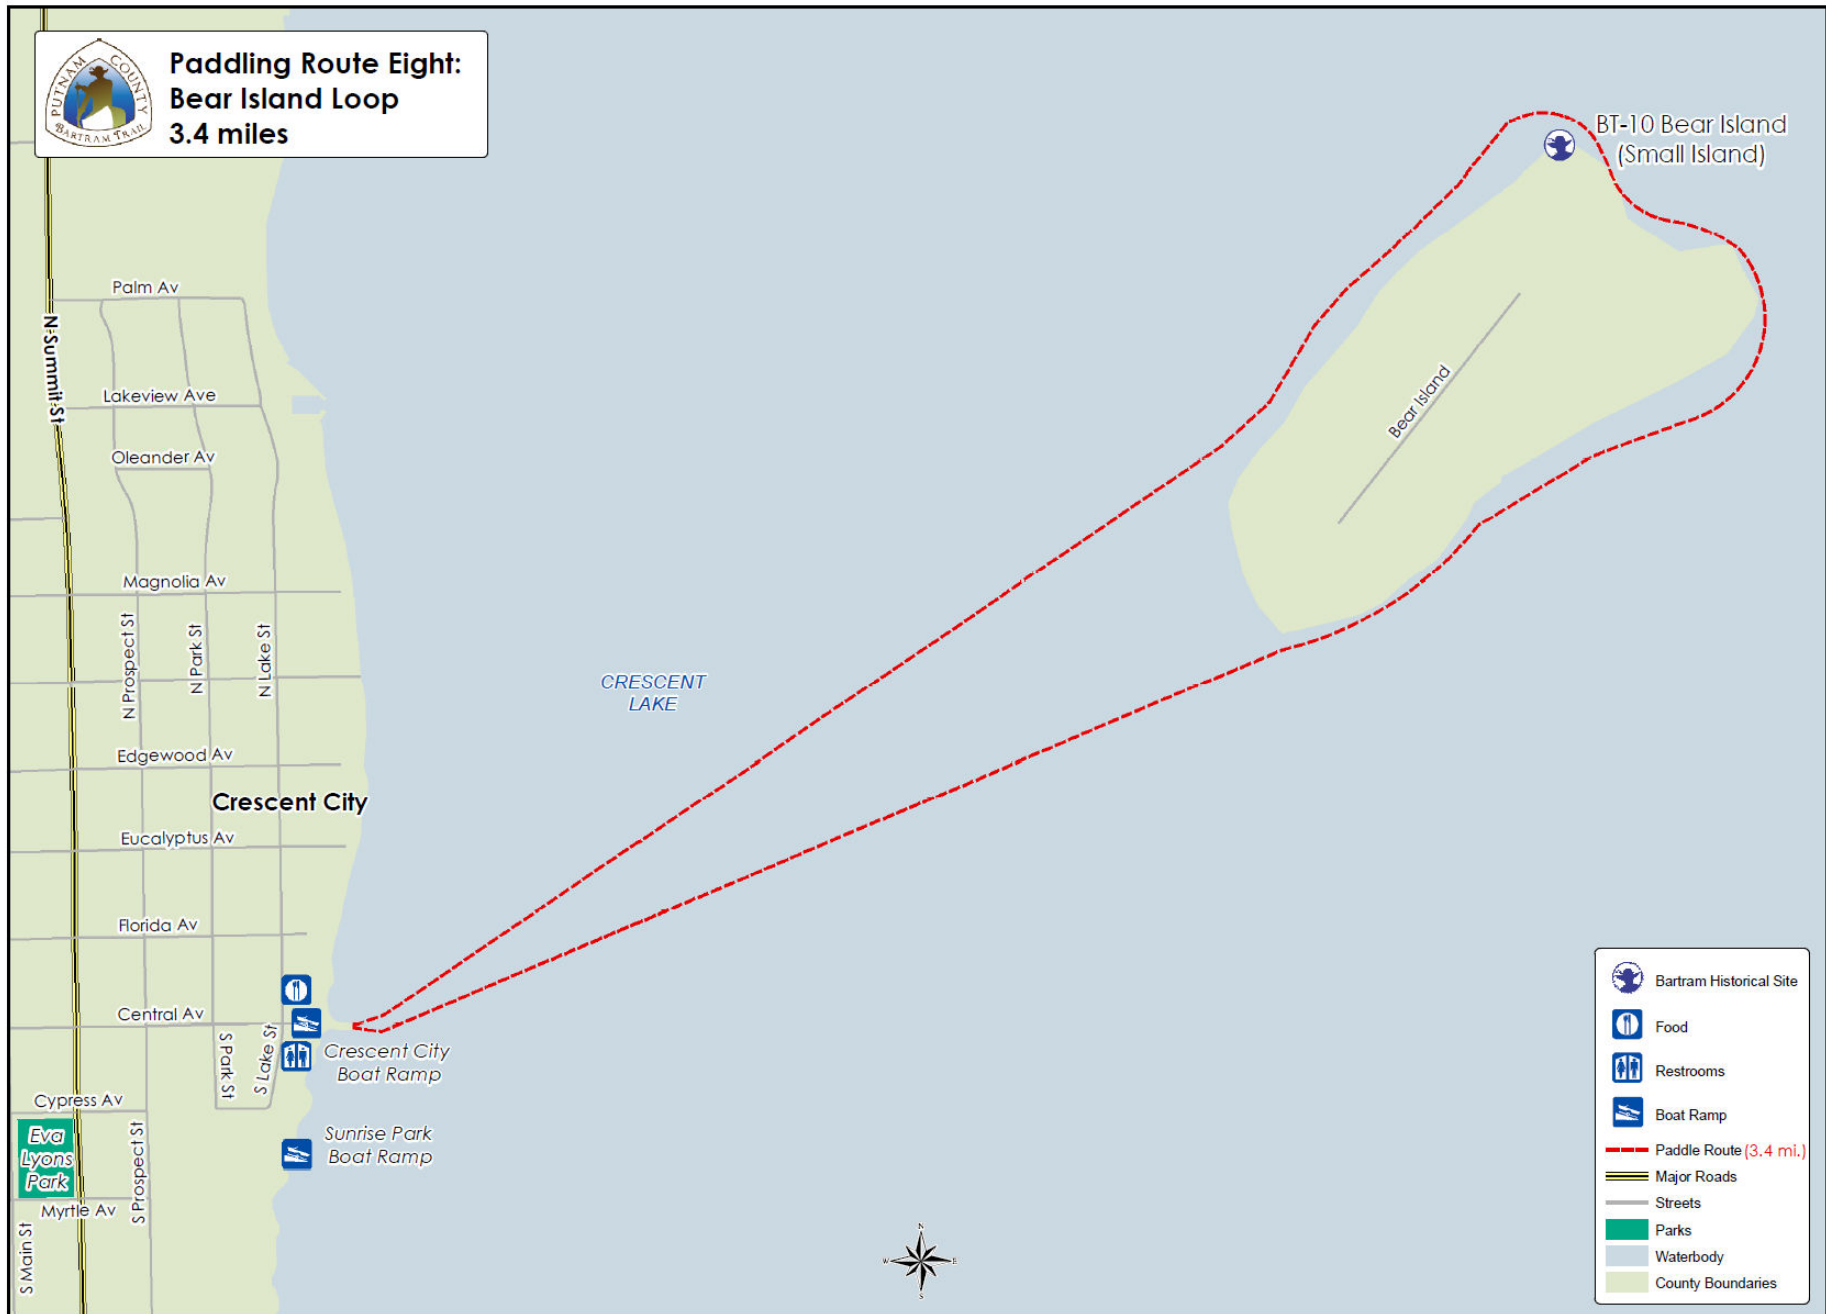 PUTNAM COUNTY
BARTRAM TRAIL
Paddling Route Eight:
Bear Island Loop
3.4 miles
BT-10 Bear Island
(Small Island)
Palm Av
N Summit St
Lakeview Ave
Bear Island
Oleander Av
Magnolia Av
N Prospect St
N Park St
N Lake St
CRESCENT
LAKE
Edgewood Av
Crescent City
Eucalyptus Av
Florida Av
Central Av
S Park St
S Lake St
Crescent City
Boat Ramp
Cypress Av
Eva
Lyons
Park
S Prospect St
Sunrise Park
Boat Ramp
Myrtle Av
S Main St
N
W
E
S
Bartram Historical Site
Food
Restrooms
Boat Ramp
Paddle Route (3.4 mi.)
Major Roads
Streets
Parks
Waterbody
County Boundaries